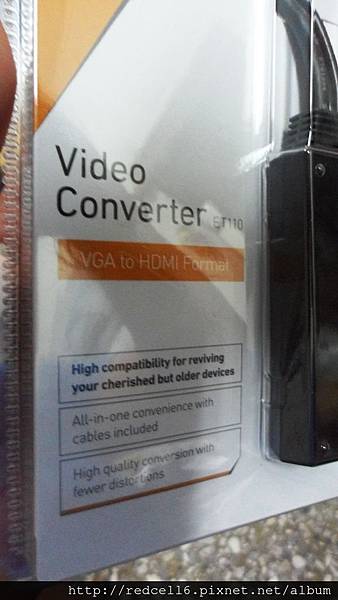 Video
Converter ET110
VGA to HDMI Format
High compatibility for reviving
your cherished but older devices
All-in-one convenience with
cables included
High quality conversion with
fewer distortions
http://redcell6.pixnet.net/album